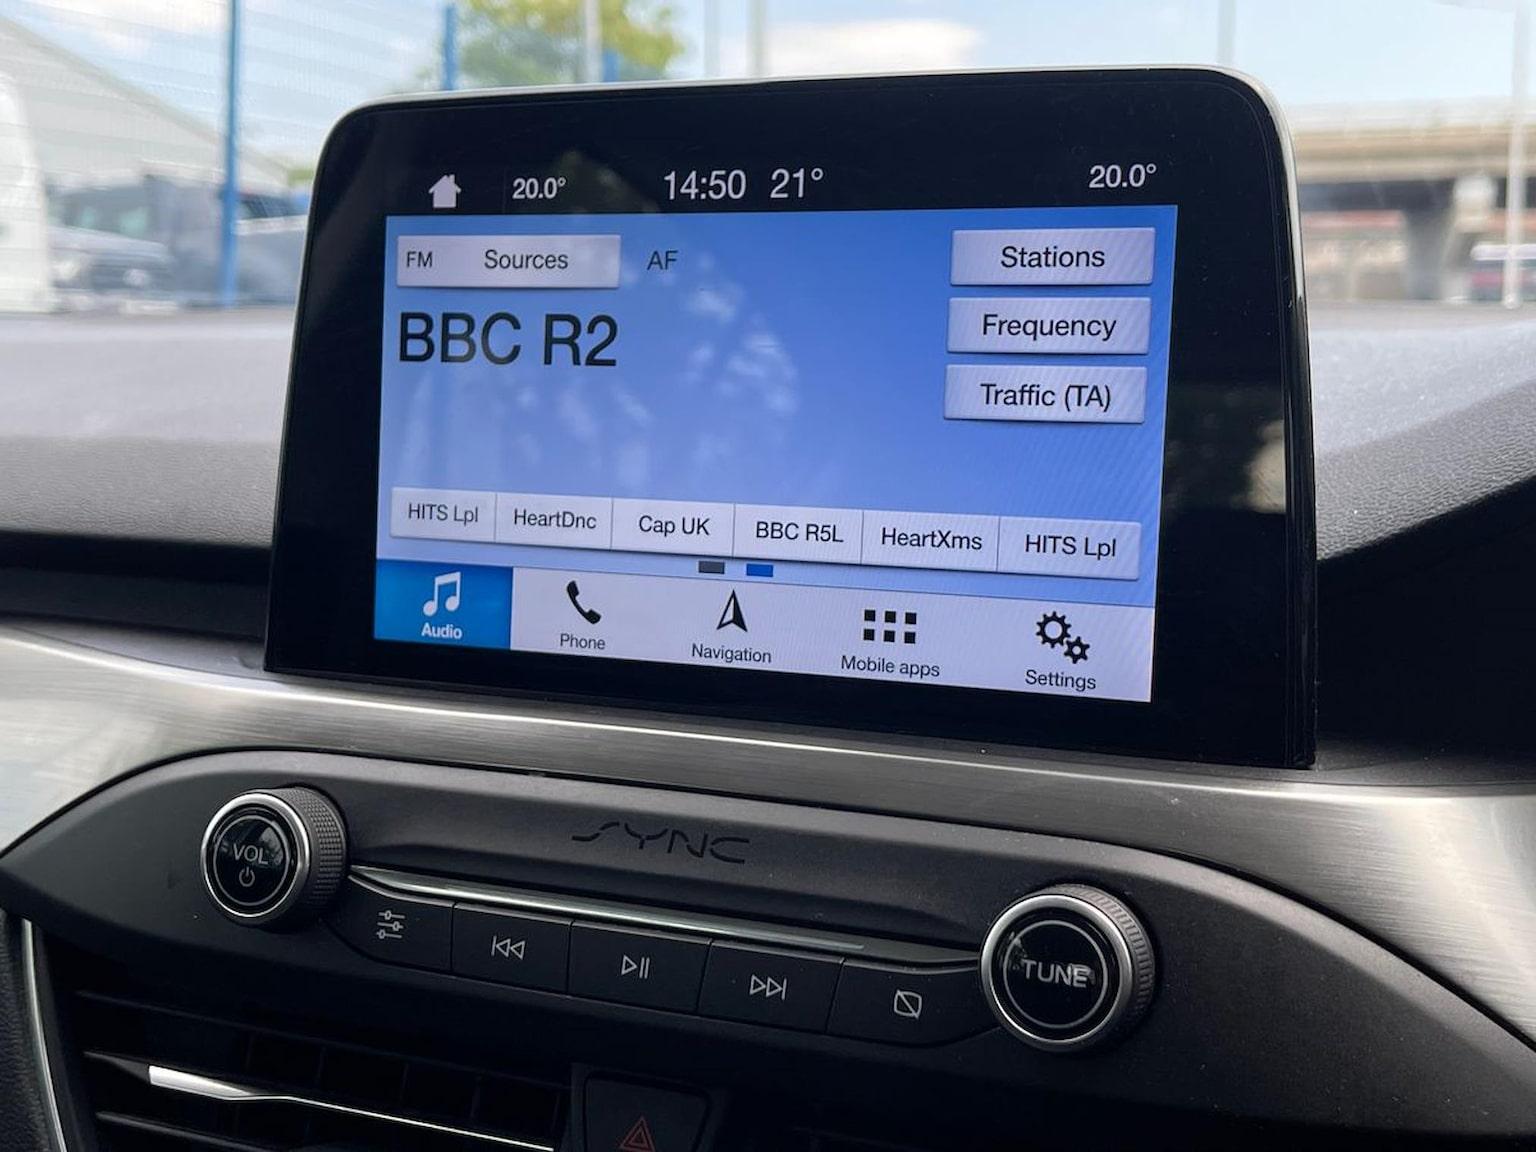 20.0° 14:50 21° 20.0°
FM Sources AF Stations
BBC R2
Frequency
Traffic (TA)
HITS Lpl HeartDnc Cap UK BBC R5L HeartXms HITS Lpl
Audio Phone Navigation Mobile apps Settings
SYNC
VOL
TUNE